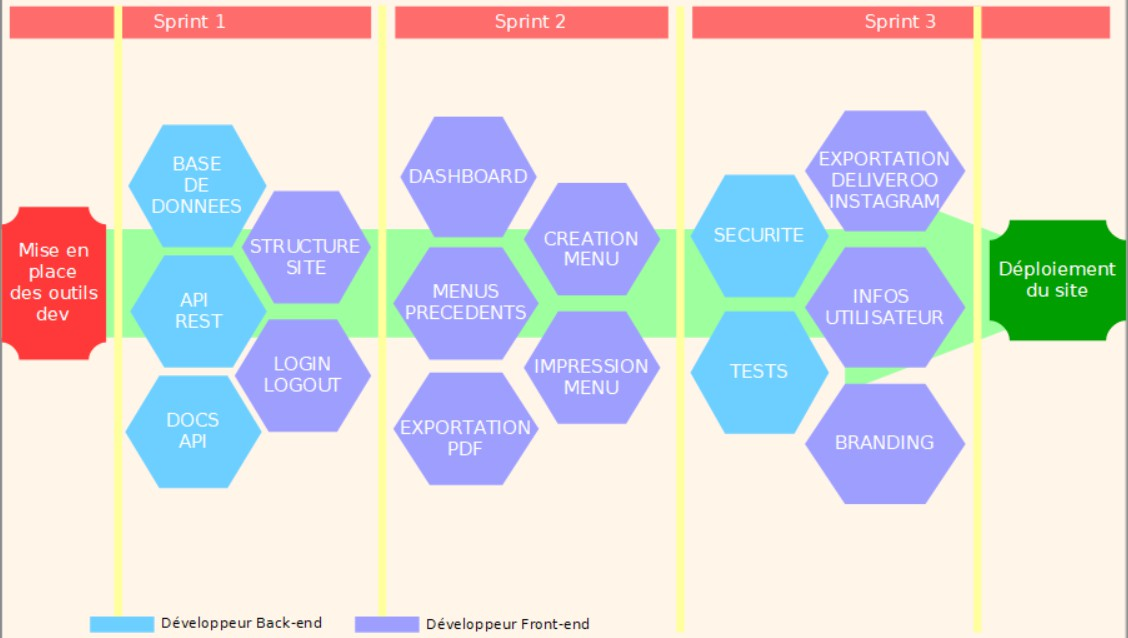 Sprint 1
Sprint 2
Sprint 3
Mise en
place
des outils
dev
BASE
DE
DONNEES
STRUCTURE
SITE
API
REST
LOGIN
LOGOUT
DOCS
API
DASHBOARD
CREATION
MENU
MENUS
PRECEDENTS
IMPRESSION
MENU
EXPORTATION
PDF
SECURITE
EXPORTATION
DELIVEROO
INSTAGRAM
INFOS
UTILISATEUR
TESTS
BRANDING
Déploiement
du site
Développeur Back-end
Développeur Front-end